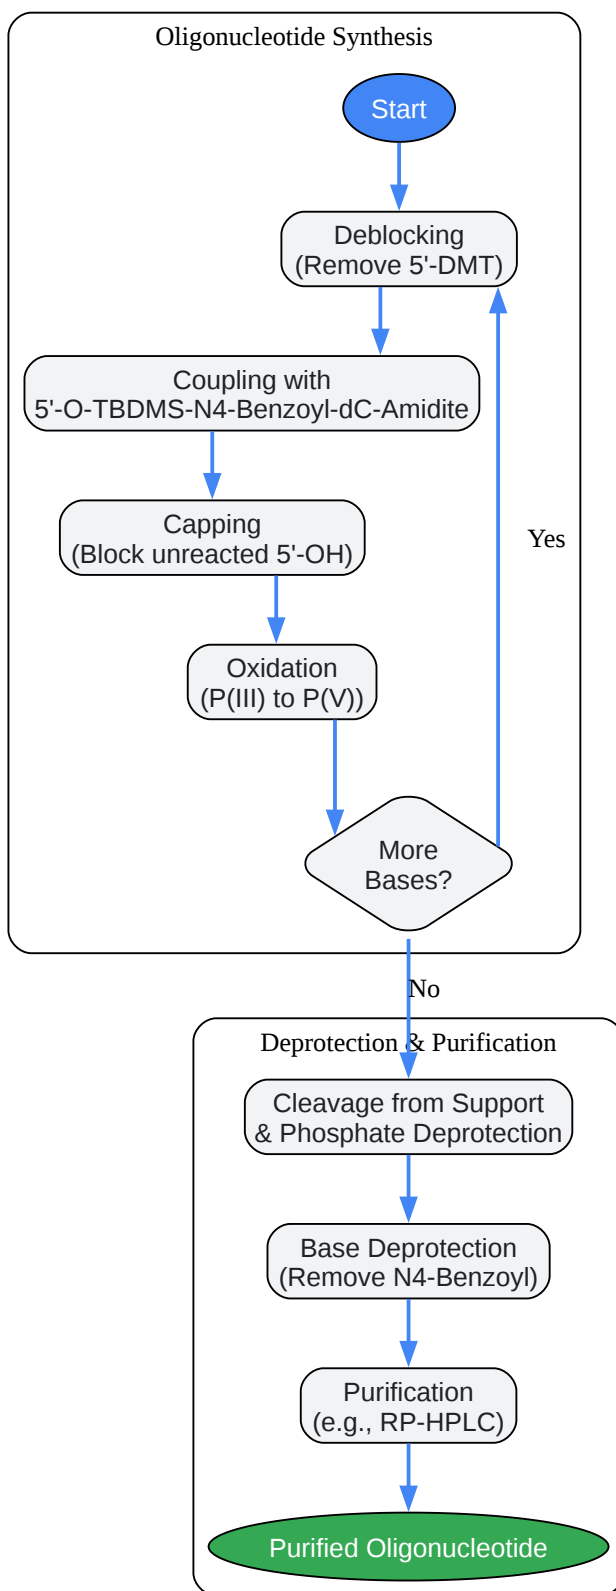 Oligonucleotide Synthesis
Start
Deblocking
(Remove 5'-DMT)
Coupling with
5'-O-TBDMS-N4-Benzoyl-dC-Amidite
Capping
(Block unreacted 5'-OH)
Yes
Oxidation
(P(III) to P(V))
More
Bases?
No
Deprotection & Purification
Cleavage from Support
& Phosphate Deprotection
Base Deprotection
(Remove N4-Benzoyl)
Purification
(e.g., RP-HPLC)
Purified Oligonucleotide